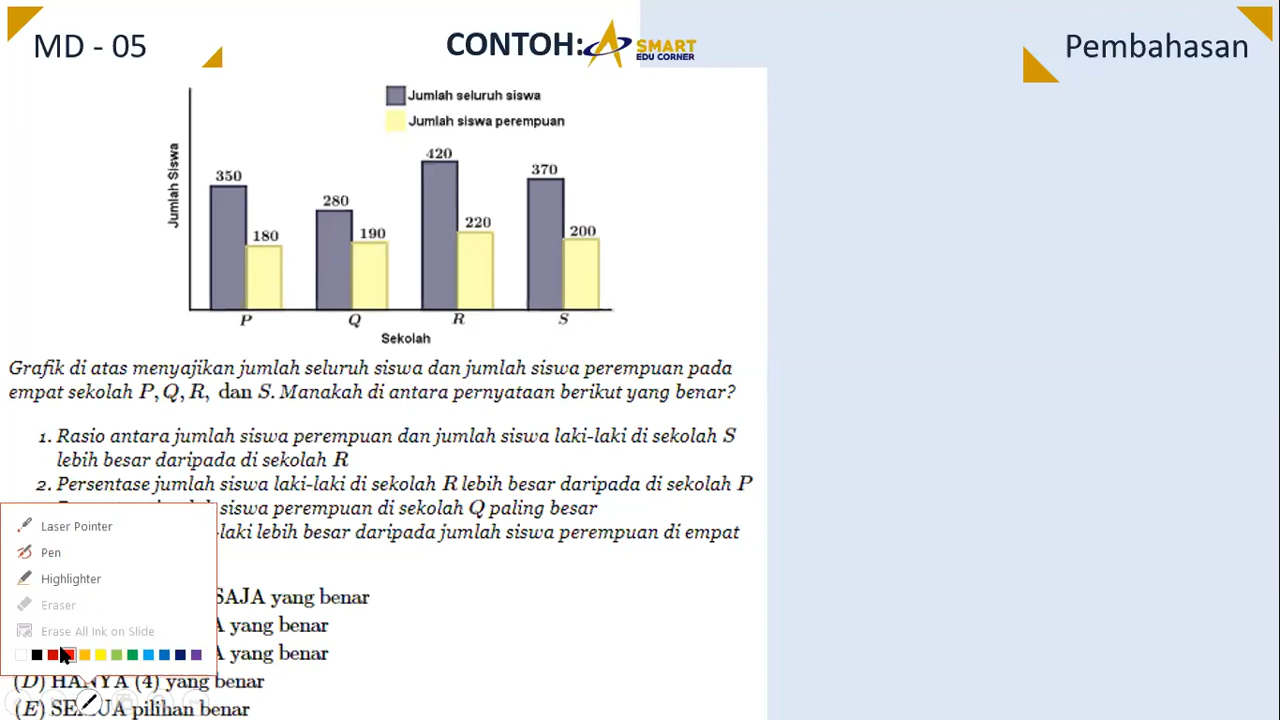 MD - 05
CONTOH:
SMART
EDU CORNER
Pembahasan
Jumlah seluruh siswa
Jumlah siswa perempuan
Jumlah Siswa
350
180
280
190
420
220
370
200
P Q R S
Sekolah
Grafik di atas menyajikan jumlah seluruh siswa dan jumlah siswa perempuan pada
empat sekolah P, Q, R, dan S. Manakah di antara pernyataan berikut yang benar?
1. Rasio antara jumlah siswa perempuan dan jumlah siswa laki-laki di sekolah S
lebih besar daripada di sekolah R
2. Persentase jumlah siswa laki-laki di sekolah R lebih besar daripada di sekolah P
siswa perempuan di sekolah Q paling besar
-laki lebih besar daripada jumlah siswa perempuan di empat
SAJA yang benar
yang benar
yang benar
(D) HANYA (4) yang benar
(E) SEMUA pilihan benar
Laser Pointer
Pen
Highlighter
Eraser
Erase All Ink on Slide